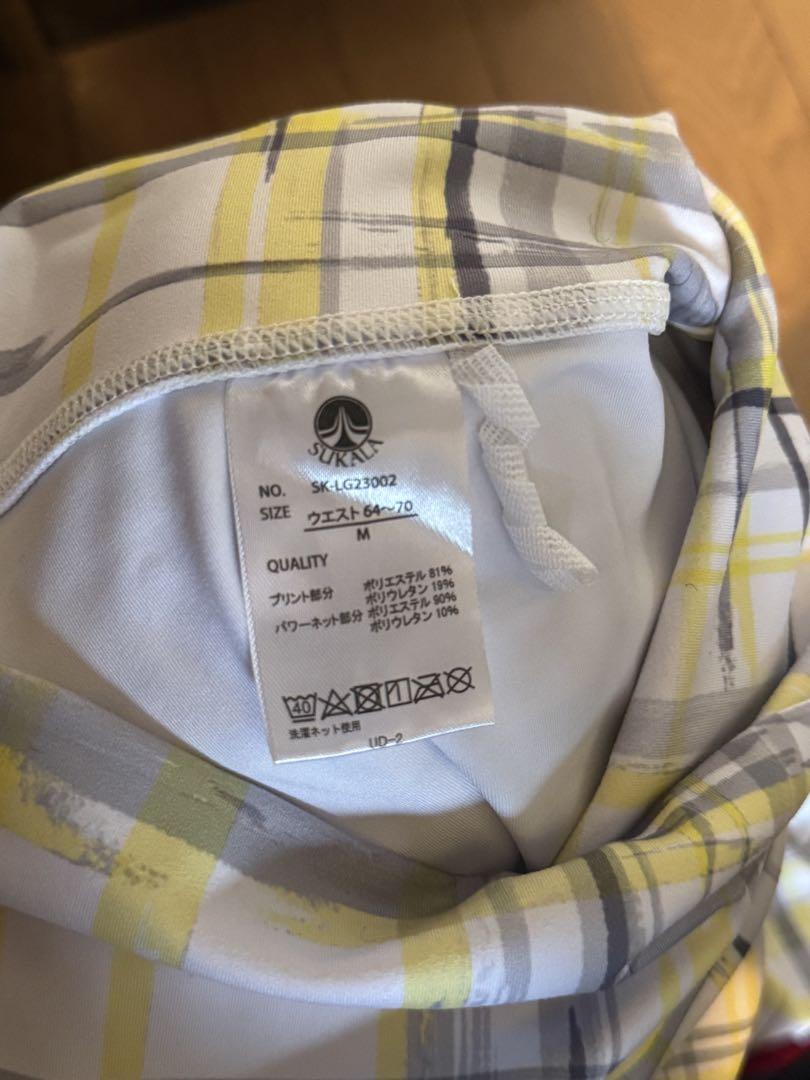 SUKALA
NO. SK-LG23002
SIZE ウエスト 64〜70
M
QUALITY
プリント部分 ポリエステル 81%
ポリウレタン 19%
パワーネット部分 ポリエステル 90%
ポリウレタン 10%
40
洗濯ネット使用
UD-2